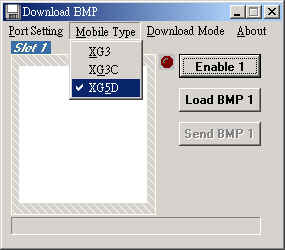 Download BMP
Port Setting Mobile Type Download Mode About
Slot 1
XG3
XG3C
XG5D
Enable 1
Load BMP 1
Send BMP 1